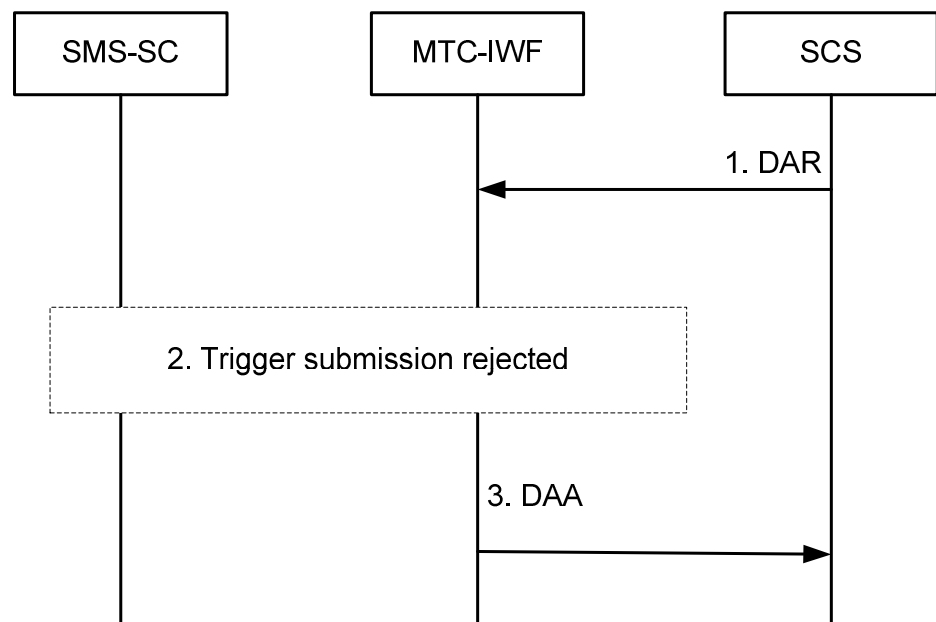 SMS-SC
MTC-IWF
SCS
1. DAR
2. Trigger submission rejected
3. DAA